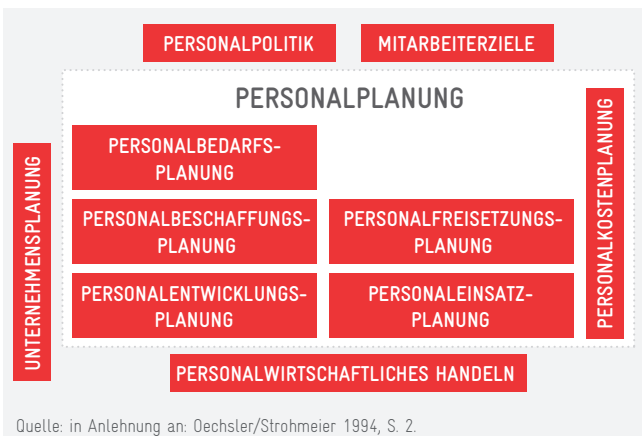 PERSONALPOLITIK
MITARBEITERZIELE
PERSONALPLANUNG
UNTERNEHMENSPLANUNG
PERSONALKOSTENPLANUNG
PERSONALBEDARFS-
PLANUNG
PERSONALBESCHAFFUNGS-
PLANUNG
PERSONALFREISETZUNGS-
PLANUNG
PERSONALENTWICKLUNGS-
PLANUNG
PERSONALEINSATZ-
PLANUNG
PERSONALWIRTSCHAFTLICHES HANDELN
Quelle: in Anlehnung an: Oechsler/Strohmeier 1994, S. 2.